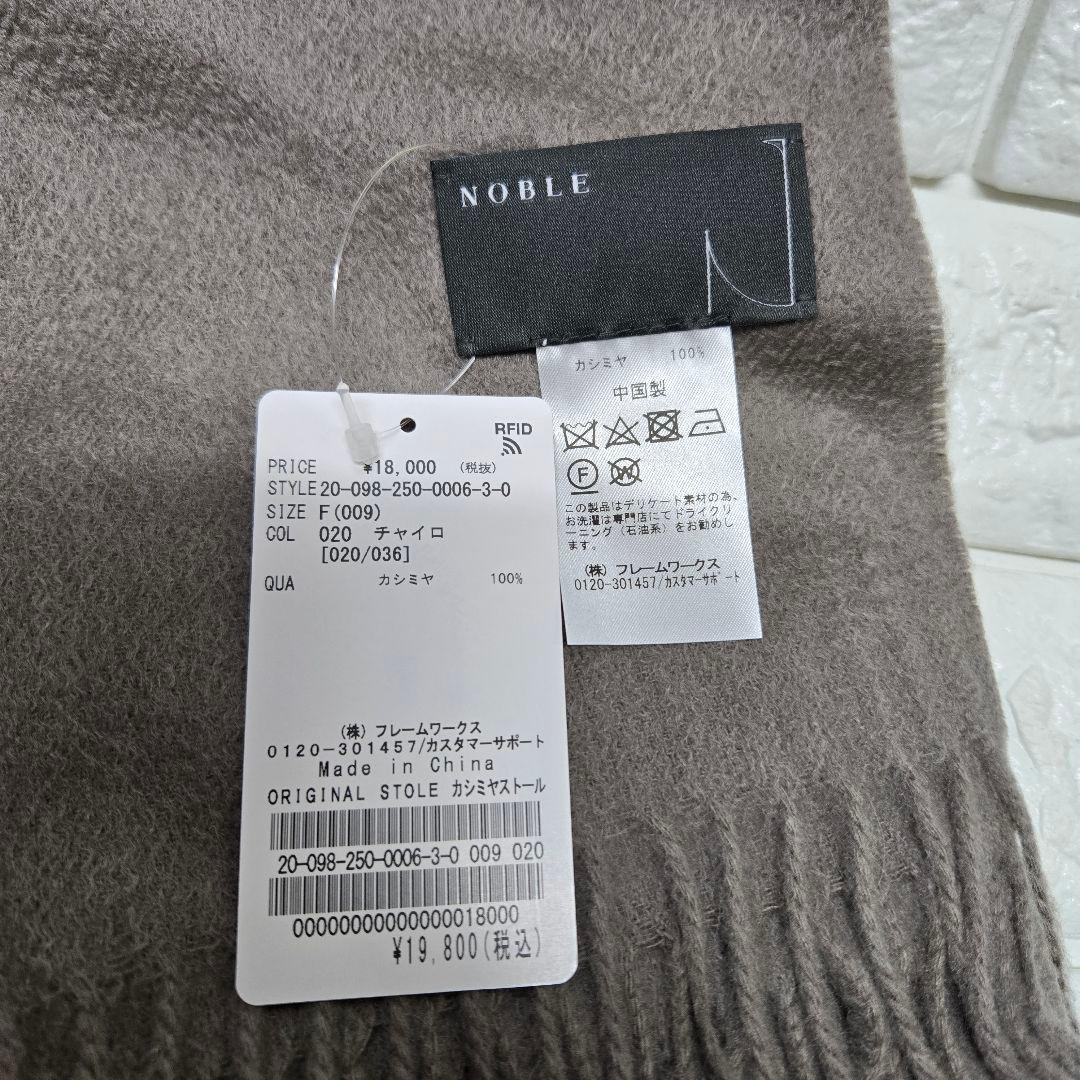 NOBLE
カシミヤ 100%
中国製
F
W
この製品はデリケート素材の為、
お洗濯は専門店にてドライクリ
ーニング（石油系）をお勧めし
ます。
(株) フレームワークス
0120-301457/カスタマーサポート
RFID
PRICE ¥18,000 (税抜)
STYLE 20-098-250-0006-3-0
SIZE F(009)
COL 020 チャイロ
[020/036]
QUA カシミヤ 100%
(株) フレームワークス
0120-301457/カスタマーサポート
Made in China
ORIGINAL STOLE カシミヤストール
20-098-250-0006-3-0 009 020
00000000000000018000
¥19,800(税込)